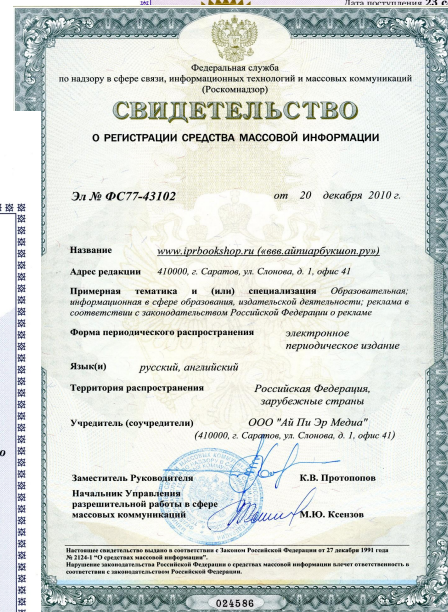 Дата поступления 23 с
Федеральная служба
по надзору в сфере связи, информационных технологий и массовых коммуникаций
(Роскомнадзор)
СВИДЕТЕЛЬСТВО
О РЕГИСТРАЦИИ СРЕДСТВА МАССОВОЙ ИНФОРМАЦИИ
Эл № ФС77-43102 от 20 декабря 2010 г.
Название www.iprbookshop.ru («ввв.айпиарбукшоп.ру»)
Адрес редакции 410000, г. Саратов, ул. Слонова, д. 1, офис 41
Примерная тематика и (или) специализация Образовательная;
информационная в сфере образования, издательской деятельности; реклама в
соответствии с законодательством Российской Федерации о рекламе
Форма периодического распространения электронное
периодическое издание
Язык(и) русский, английский
Территория распространения Российская Федерация,
зарубежные страны
Учредитель (соучредители) ООО "Ай Пи Эр Медиа"
(410000, г. Саратов, ул. Слонова, д. 1, офис 41)
Заместитель Руководителя К.В. Протопопов
Начальник Управления
разрешительной работы в сфере
массовых коммуникаций М.Ю. Ксензов
Настоящее свидетельство выдано в соответствии с Законом Российской Федерации от 27 декабря 1991 года
№ 2124-1 "О средствах массовой информации".
Нарушение законодательства Российской Федерации о средствах массовой информации влечет ответственность в
соответствии с законодательством Российской Федерации.
024586